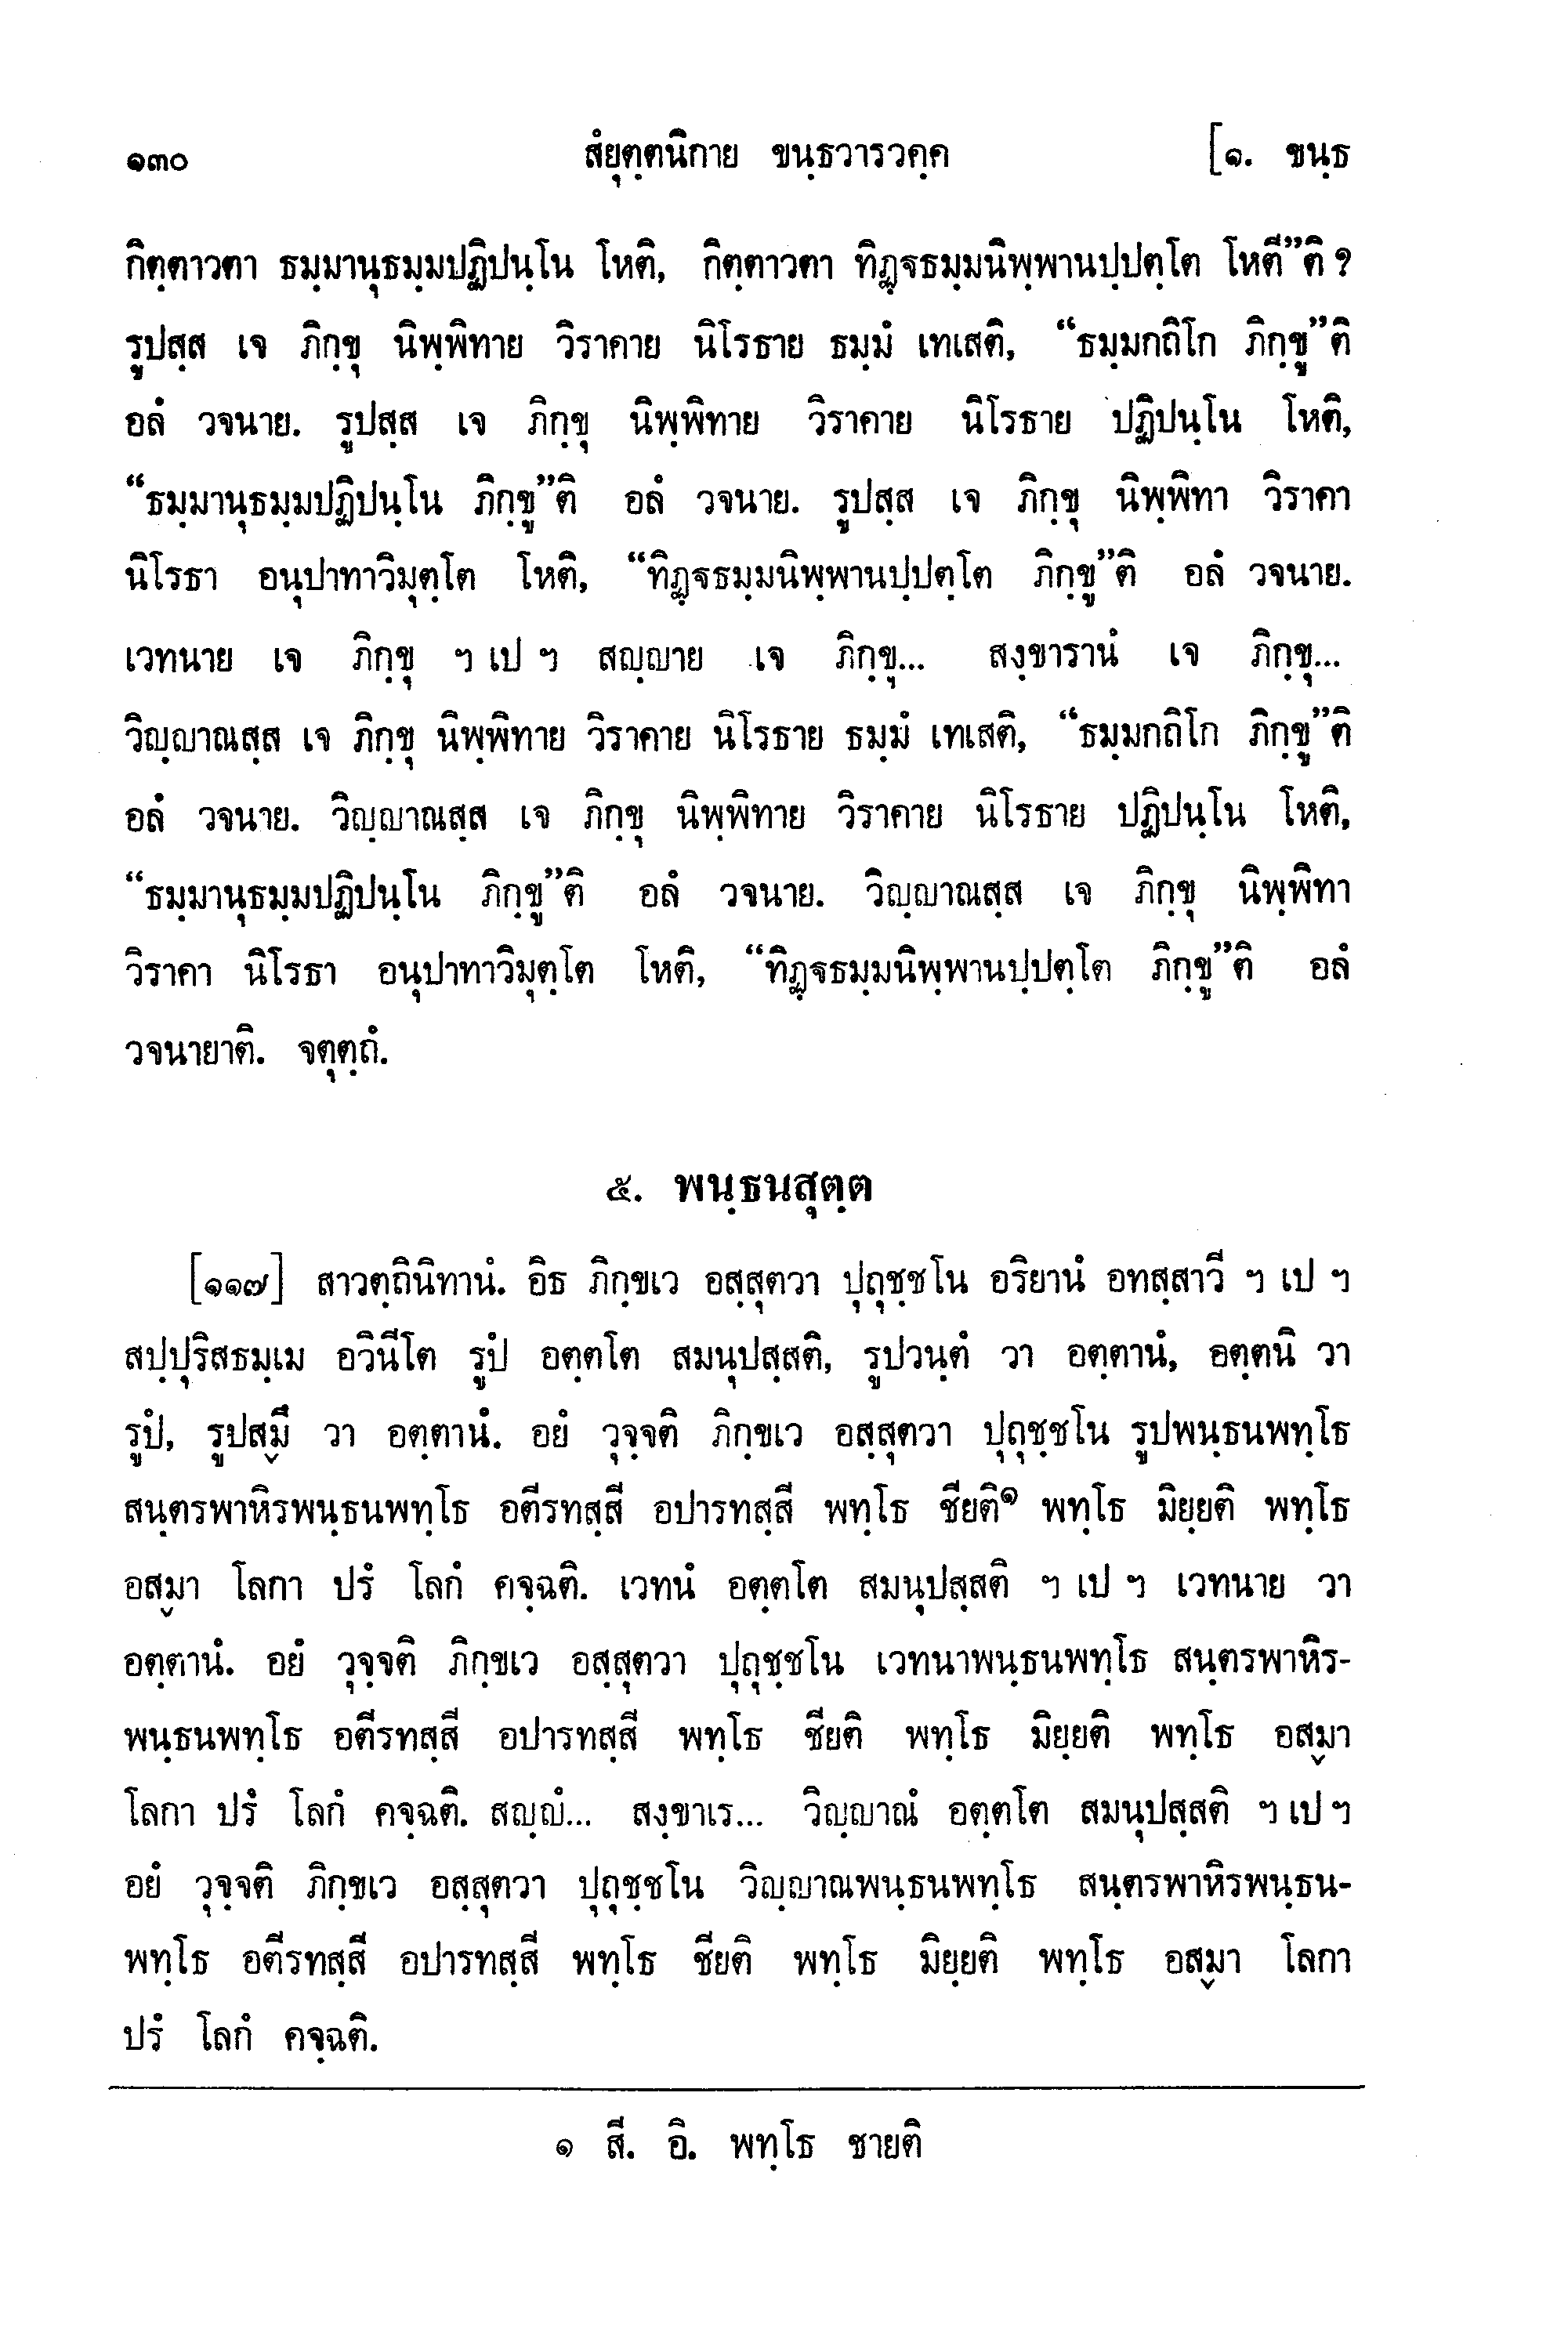 ๑๓๐ สํยุตฺตนิกาย ขนฺธวารวคฺค [๑. ขนฺธ
กิตฺตาวตา ธมฺมานุธมฺมปฏิปนฺโน โหติ, กิตฺตาวตา ทิฏฺฐธมฺมนิพฺพานปฺปตฺโต โหตี”ติ ?
รูปสฺส เจ ภิกฺขุ นิพฺพิทาย วิราคาย นิโรธาย ธมฺมํ เทเสติ, “ธมฺมกถิโก ภิกฺขู”ติ
อลํ วจนาย. รูปสฺส เจ ภิกฺขุ นิพฺพิทาย วิราคาย นิโรธาย ปฏิปนฺโน โหติ,
“ธมฺมานุธมฺมปฏิปนฺโน ภิกฺขู”ติ อลํ วจนาย. รูปสฺส เจ ภิกฺขุ นิพฺพิทา วิราคา
นิโรธา อนุปาทาวิมุตฺโต โหติ, “ทิฏฺฐธมฺมนิพฺพานปฺปตฺโต ภิกฺขู”ติ อลํ วจนาย.
เวทนาย เจ ภิกฺขุ ฯ เป ฯ สญฺญาย เจ ภิกฺขุ... สงฺขารานํ เจ ภิกฺขุ...
วิญฺญาณสฺส เจ ภิกฺขุ นิพฺพิทาย วิราคาย นิโรธาย ธมฺมํ เทเสติ, “ธมฺมกถิโก ภิกฺขู”ติ
อลํ วจนาย. วิญฺญาณสฺส เจ ภิกฺขุ นิพฺพิทาย วิราคาย นิโรธาย ปฏิปนฺโน โหติ,
“ธมฺมานุธมฺมปฏิปนฺโน ภิกฺขู”ติ อลํ วจนาย. วิญฺญาณสฺส เจ ภิกฺขุ นิพฺพิทา
วิราคา นิโรธา อนุปาทาวิมุตฺโต โหติ, “ทิฏฺฐธมฺมนิพฺพานปฺปตฺโต ภิกฺขู”ติ อลํ
วจนายาติ. จตุตฺถํ.
๕. พนฺธนสุตฺต
[๑๑๗] สาวตฺถินิทานํ. อิธ ภิกฺขเว อสฺสุตวา ปุถุชฺชโน อริยานํ อทสฺสาวี ฯ เป ฯ
สปฺปุริสธมฺเม อวินีโต รูปํ อตฺตโต สมนุปสฺสติ, รูปวนฺตํ วา อตฺตานํ, อตฺตนิ วา
รูปํ, รูปสฺมึ วา อตฺตานํ. อยํ วุจฺจติ ภิกฺขเว อสฺสุตวา ปุถุชฺชโน รูปพนฺธนพทฺโธ
สนฺตรพาหิรพนฺธนพทฺโธ อตีรทสฺสี อปารทสฺสี พทฺโธ ชียติ๑ พทฺโธ มิยฺยติ พทฺโธ
อสฺมา โลกา ปรํ โลกํ คจฺฉติ. เวทนํ อตฺตโต สมนุปสฺสติ ฯ เป ฯ เวทนาย วา
อตฺตานํ. อยํ วุจฺจติ ภิกฺขเว อสฺสุตวา ปุถุชฺชโน เวทนาพนฺธนพทฺโธ สนฺตรพาหิร-
พนฺธนพทฺโธ อตีรทสฺสี อปารทสฺสี พทฺโธ ชียติ พทฺโธ มิยฺยติ พทฺโธ อสฺมา
โลกา ปรํ โลกํ คจฺฉติ. สญฺญํ... สงฺขาเร... วิญฺญาณํ อตฺตโต สมนุปสฺสติ ฯ เป ฯ
อยํ วุจฺจติ ภิกฺขเว อสฺสุตวา ปุถุชฺชโน วิญฺญาณพนฺธนพทฺโธ สนฺตรพาหิรพนฺธน-
พทฺโธ อตีรทสฺสี อปารทสฺสี พทฺโธ ชียติ พทฺโธ มิยฺยติ พทฺโธ อสฺมา โลกา
ปรํ โลกํ คจฺฉติ.
๑ สี. อิ. พทฺโธ ชายติ